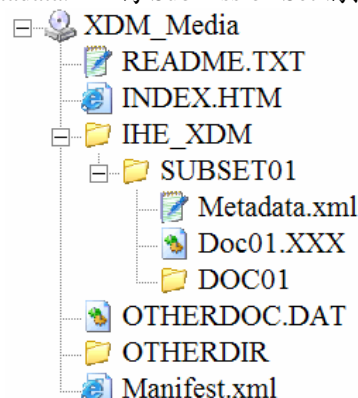 XDM_Media
README.TXT
INDEX.HTM
IHE_XDM
SUBSET01
Metadata.xml
Doc01.XXX
DOC01
OTHERDOC.DAT
OTHERDIR
Manifest.xml